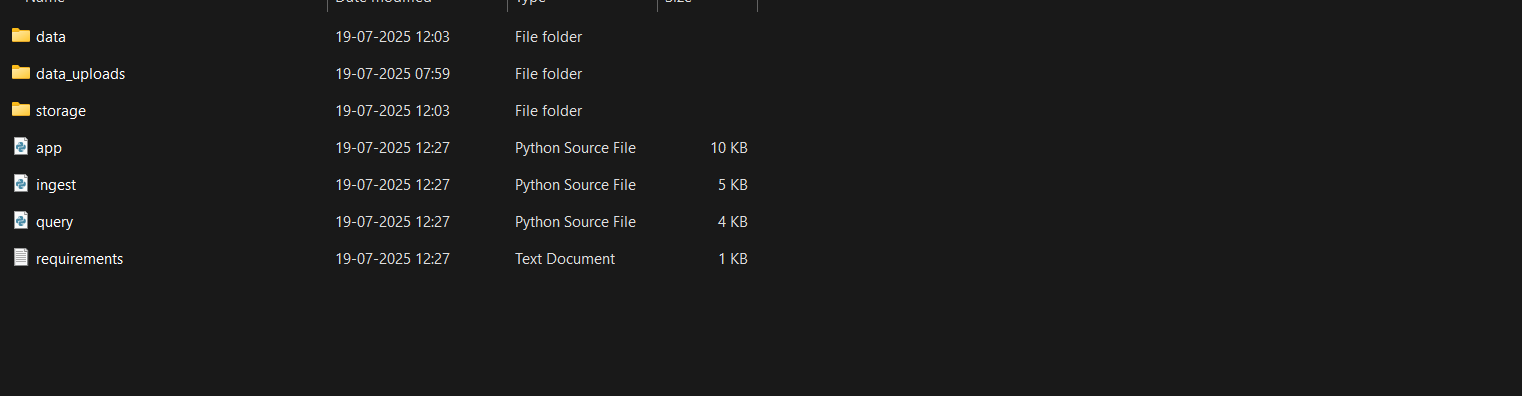 Name Date modified Type Size
data 19-07-2025 12:03 File folder
data_uploads 19-07-2025 07:59 File folder
storage 19-07-2025 12:03 File folder
app 19-07-2025 12:27 Python Source File 10 KB
ingest 19-07-2025 12:27 Python Source File 5 KB
query 19-07-2025 12:27 Python Source File 4 KB
requirements 19-07-2025 12:27 Text Document 1 KB